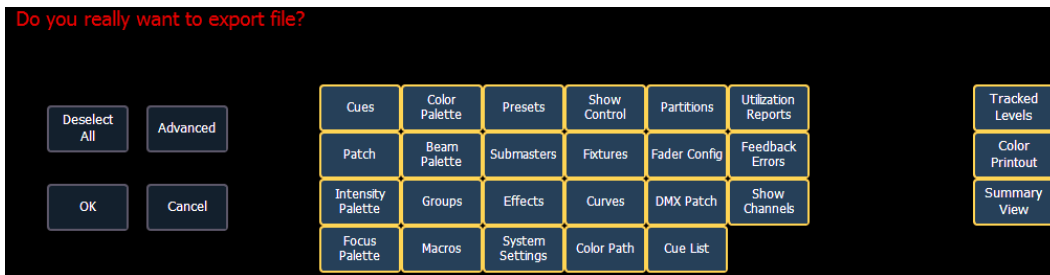 Do you really want to export file?
Deselect
All
Advanced
OK
Cancel
Cues
Color
Palette
Presets
Show
Control
Partitions
Utilization
Reports
Patch
Beam
Palette
Submasters
Fixtures
Fader Config
Feedback
Errors
Intensity
Palette
Groups
Effects
Curves
DMX Patch
Show
Channels
Focus
Palette
Macros
System
Settings
Color Path
Cue List
Tracked
Levels
Color
Printout
Summary
View